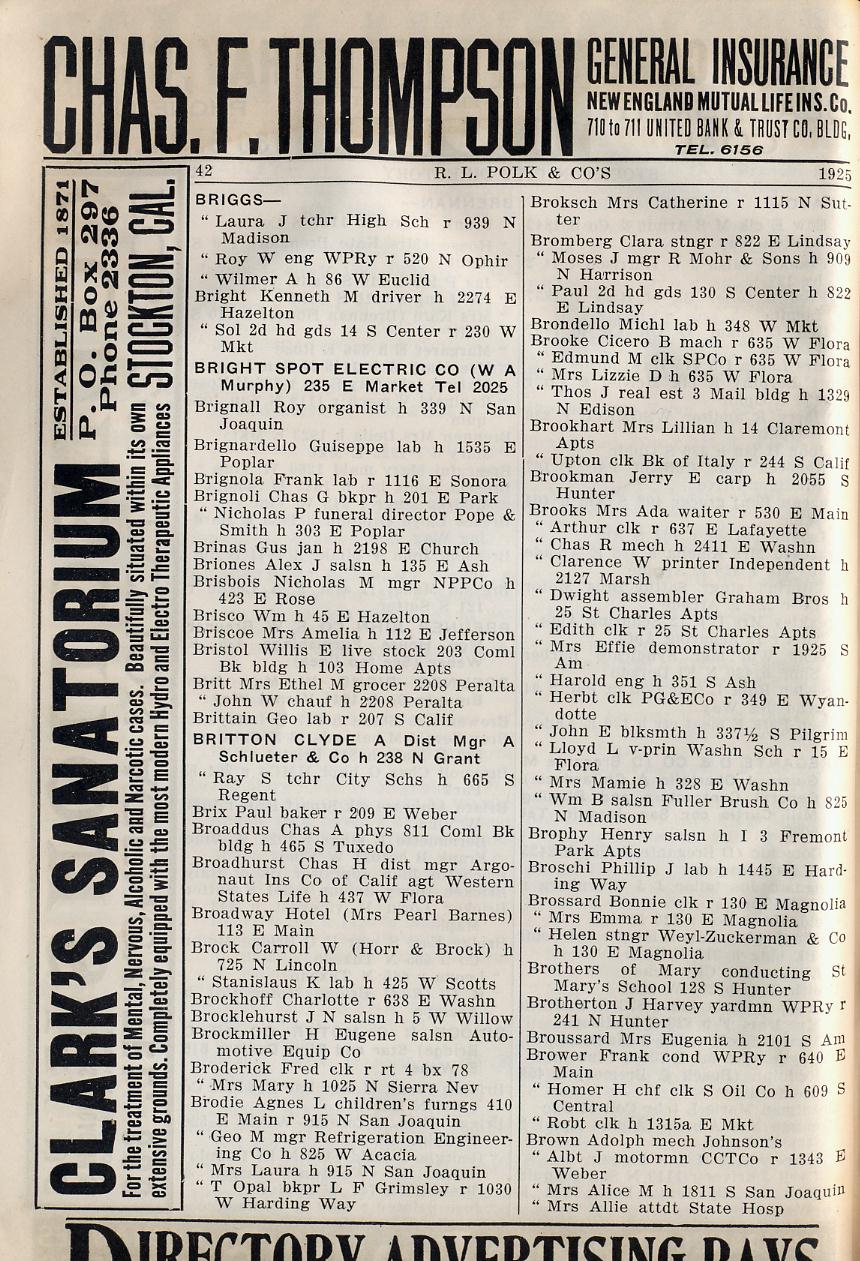 CHAS. F. THOMPSON
GENERAL INSURANCE
NEW ENGLAND MUTUAL LIFE INS. Co.
710 to 711 UNITED BANK & TRUST CO. BLDG,
TEL. 6156
CLARK'S SANATORIUM
ESTABLISHED 1871
P. O. Box 297
Phone 2336
STOCKTON, CAL.
For the treatment of Mental, Nervous, Alcoholic and Narcotic cases. Beautifully situated within its own
extensive grounds. Completely equipped with the most modern Hydro and Electro Therapeutic Appliances
42 R. L. POLK & CO'S 1925
BRIGGS—
" Laura J tchr High Sch r 939 N
Madison
" Roy W eng WPRy r 520 N Ophir
" Wilmer A h 86 W Euclid
Bright Kenneth M driver h 2274 E
Hazelton
" Sol 2d hd gds 14 S Center r 230 W
Mkt
BRIGHT SPOT ELECTRIC CO (W A
Murphy) 235 E Market Tel 2025
Brignall Roy organist h 339 N San
Joaquin
Brignardello Guiseppe lab h 1535 E
Poplar
Brignola Frank lab r 1116 E Sonora
Brignoli Chas G bkpr h 201 E Park
" Nicholas P funeral director Pope &
Smith h 303 E Poplar
Brinas Gus jan h 2198 E Church
Briones Alex J salsn h 135 E Ash
Brisbois Nicholas M mgr NPPCo h
423 E Rose
Brisco Wm h 45 E Hazelton
Briscoe Mrs Amelia h 112 E Jefferson
Bristol Willis E live stock 203 Coml
Bk bldg h 103 Home Apts
Britt Mrs Ethel M grocer 2208 Peralta
" John W chauf h 2208 Peralta
Brittain Geo lab r 207 S Calif
BRITTON CLYDE A Dist Mgr A
Schlueter & Co h 238 N Grant
" Ray S tchr City Schs h 665 S
Regent
Brix Paul baker r 209 E Weber
Broaddus Chas A phys 811 Coml Bk
bldg h 465 S Tuxedo
Broadhurst Chas H dist mgr Argo-
naut Ins Co of Calif agt Western
States Life h 437 W Flora
Broadway Hotel (Mrs Pearl Barnes)
113 E Main
Brock Carroll W (Horr & Brock) h
725 N Lincoln
" Stanislaus K lab h 425 W Scotts
Brockhoff Charlotte r 638 E Washn
Brocklehurst J N salsn h 5 W Willow
Brockmiller H Eugene salsn Auto-
motive Equip Co
Broderick Fred clk r rt 4 bx 78
" Mrs Mary h 1025 N Sierra Nev
Brodie Agnes L children's furngs 410
E Main r 915 N San Joaquin
" Geo M mgr Refrigeration Engineer-
ing Co h 825 W Acacia
" Mrs Laura h 915 N San Joaquin
" T Opal bkpr L F Grimsley r 1030
W Harding Way
Broksch Mrs Catherine r 1115 N Sut-
ter
Bromberg Clara stngr r 822 E Lindsay
" Moses J mgr R Mohr & Sons h 909
N Harrison
" Paul 2d hd gds 130 S Center h 822
E Lindsay
Brondello Michl lab h 348 W Mkt
Brooke Cicero B mach r 635 W Flora
" Edmund M clk SPCo r 635 W Flora
" Mrs Lizzie D h 635 W Flora
" Thos J real est 3 Mail bldg h 1329
N Edison
Brookhart Mrs Lillian h 14 Claremont
Apts
" Upton clk Bk of Italy r 244 S Calif
Brookman Jerry E carp h 2055 S
Hunter
Brooks Mrs Ada waiter r 530 E Main
" Arthur clk r 637 E Lafayette
" Chas R mech h 2411 E Washn
" Clarence W printer Independent h
2127 Marsh
" Dwight assembler Graham Bros h
25 St Charles Apts
" Edith clk r 25 St Charles Apts
" Mrs Effie demonstrator r 1925 S
Am
" Harold eng h 351 S Ash
" Herbt clk PG&ECo r 349 E Wyan-
dotte
" John E blksmth h 337½ S Pilgrim
" Lloyd L v-prin Washn Sch r 15 E
Flora
" Mrs Mamie h 328 E Washn
" Wm B salsn Fuller Brush Co h 825
N Madison
Brophy Henry salsn h I 3 Fremont
Park Apts
Broschi Phillip J lab h 1445 E Hard-
ing Way
Brossard Bonnie clk r 130 E Magnolia
" Mrs Emma r 130 E Magnolia
" Helen stngr Weyl-Zuckerman & Co
h 130 E Magnolia
Brothers of Mary conducting St
Mary's School 128 S Hunter
Brotherton J Harvey yardmn WPRy r
241 N Hunter
Broussard Mrs Eugenia h 2101 S Am
Brower Frank cond WPRy r 640 E
Main
" Homer H chf clk S Oil Co h 609 S
Central
" Robt clk h 1315a E Mkt
Brown Adolph mech Johnson's
" Albt J motormn CCTCo r 1343 E
Weber
" Mrs Alice M h 1811 S San Joaquin
" Mrs Allie attdt State Hosp
DIRECTORY ADVERTISING PAYS